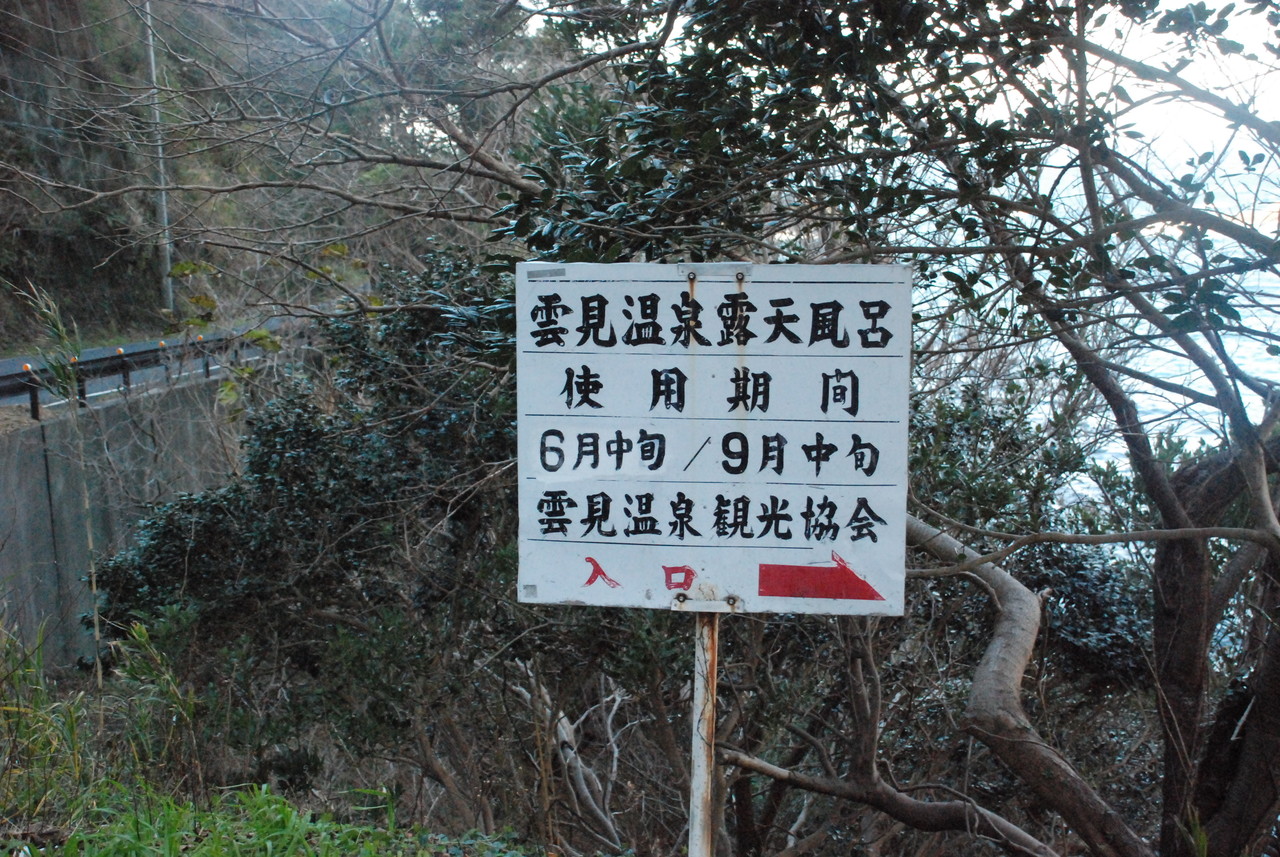 雲見温泉露天風呂
使用期間
6月中旬/9月中旬
雲見温泉観光協会
入口